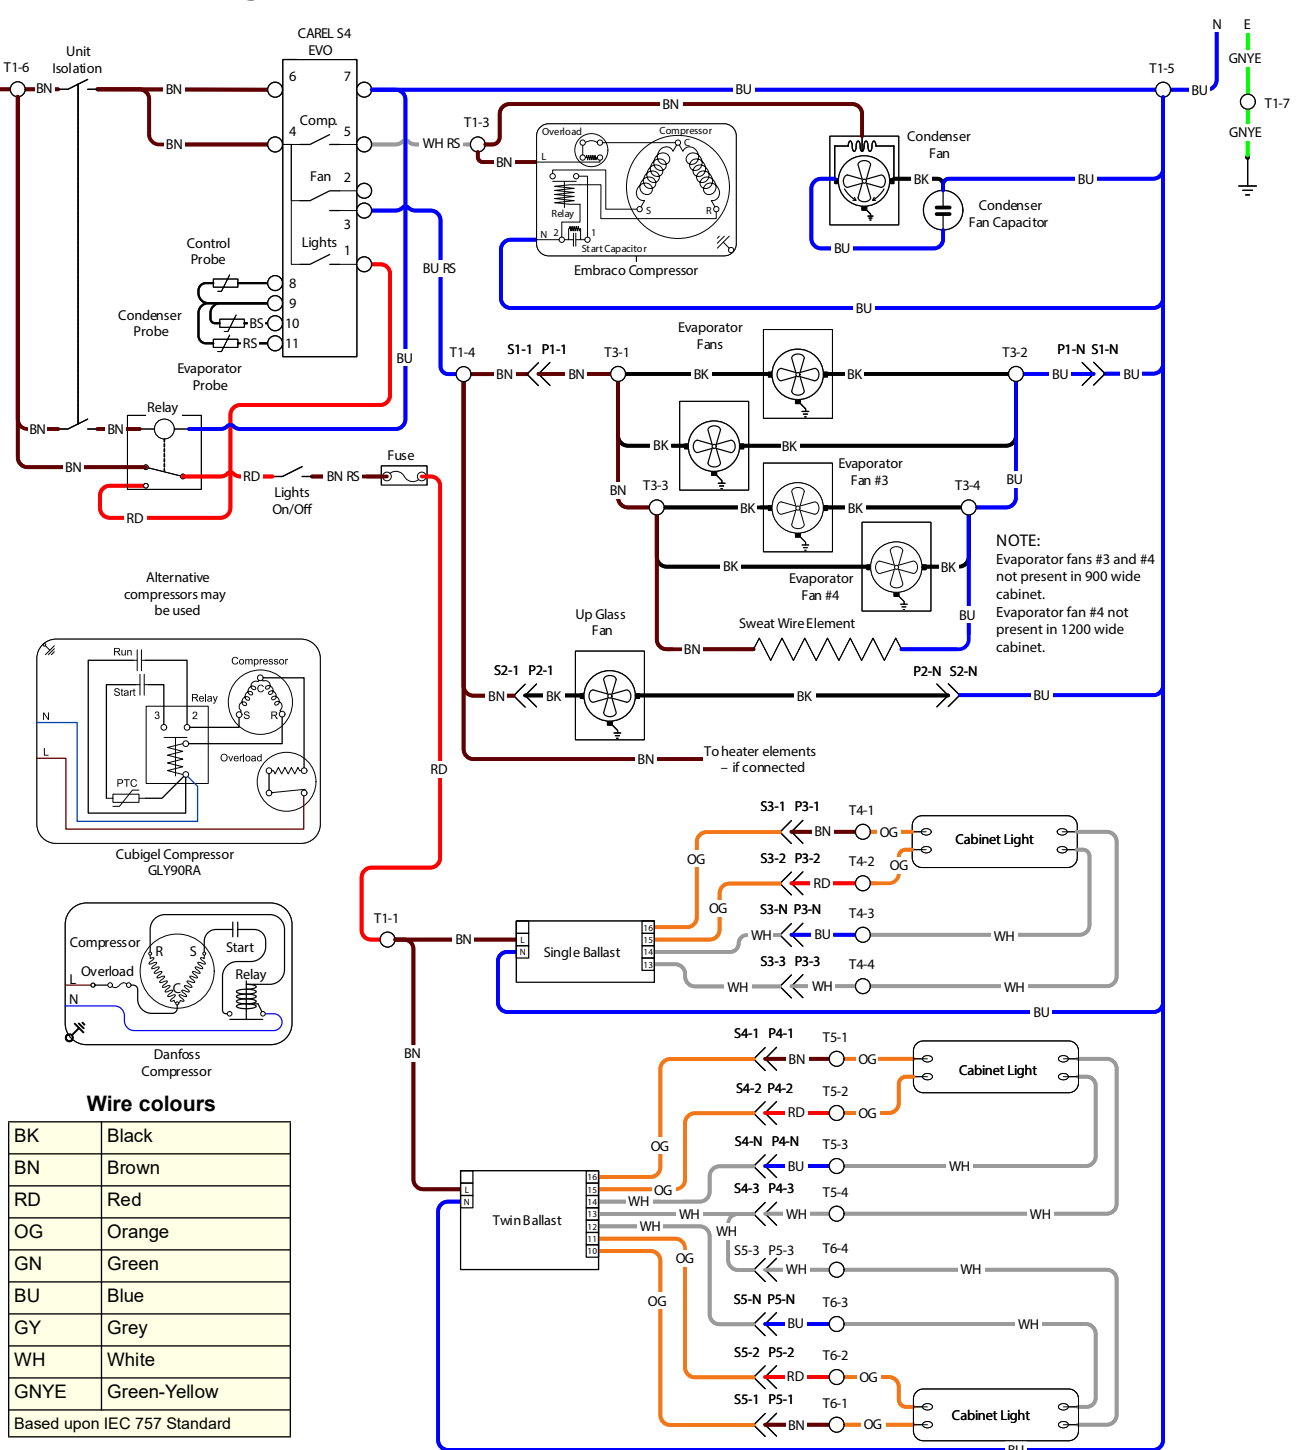 CAREL S4
EVO
N
E
GNYE
T1-7
GNYE
Unit
Isolation
T1-6
BN
BN
6
7
BU
T1-5
BU
BN
T1-3
BN
4
Comp.
5
WH RS
BN
Overload
Compressor
L
C
S
R
Relay
N
2
1
Start Capacitor
Embraco Compressor
Condenser
Fan
BK
BU
Condenser
Fan Capacitor
BU
Fan
2
3
Lights
1
BU RS
BU
Control
Probe
8
9
Condenser
Probe
BS
10
RS
11
Evaporator
Probe
BU
T1-4
S1-1 P1-1
BN
BN
T3-1
Evaporator
Fans
BK
BK
T3-2
P1-N S1-N
BU
BU
Relay
BN
BN
BN
RD
RD
Lights
On/Off
BN RS
Fuse
BK
BK
BN
T3-3
Evaporator
Fan #3
BK
BK
T3-4
BU
BK
BK
Evaporator
Fan #4
BU
NOTE:
Evaporator fans #3 and #4
not present in 900 wide
cabinet.
Evaporator fan #4 not
present in 1200 wide
cabinet.
Alternative
compressors may
be used
Up Glass
Fan
Sweat Wire Element
BN
S2-1 P2-1
BN
BK
BK
P2-N S2-N
BU
BN
To heater elements
– if connected
Run
Start
Compressor
C
S
R
Relay
3
2
N
L
Overload
PTC
Cubigel Compressor
GLY90RA
RD
S3-1 P3-1
T4-1
BN
OG
Cabinet Light
OG
S3-2 P3-2
T4-2
RD
OG
OG
S3-N P3-N
T4-3
WH
BU
WH
S3-3 P3-3
T4-4
WH
WH
WH
T1-1
BN
L
N
Single Ballast
16
15
14
13
BU
Compressor
R
S
C
Start
Overload
Relay
L
N
Danfoss
Compressor
BN
S4-1 P4-1
T5-1
BN
OG
Cabinet Light
S4-2 P4-2
T5-2
RD
OG
OG
S4-N P4-N
T5-3
BU
WH
OG
S4-3 P4-3
T5-4
WH
WH
WH
WH
WH
WH
L
N
Twin Ballast
16
15
14
13
12
11
10
OG
OG
S5-3 P5-3
T6-4
WH
WH
S5-N P5-N
T6-3
BU
WH
S5-2 P5-2
T6-2
RD
OG
S5-1 P5-1
T6-1
BN
OG
Cabinet Light
BU
Wire colours
BK Black
BN Brown
RD Red
OG Orange
GN Green
BU Blue
GY Grey
WH White
GNYE Green-Yellow
Based upon IEC 757 Standard